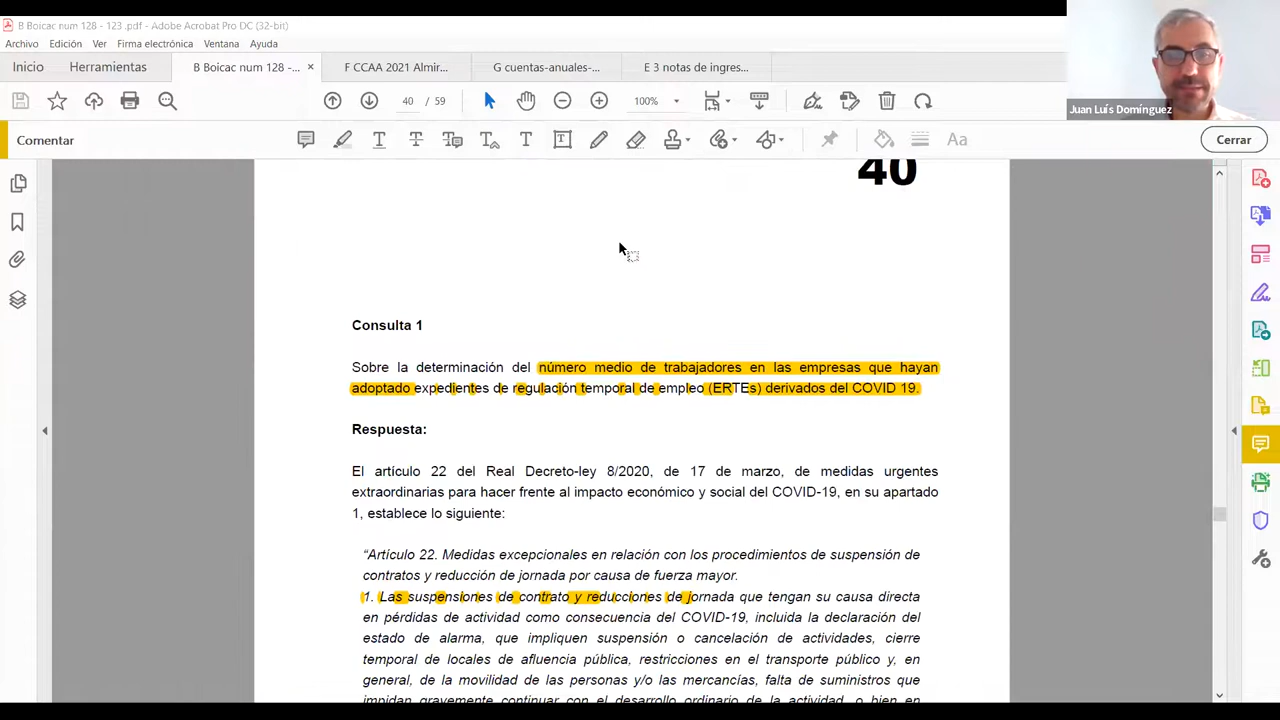 B Boicac num 128 - 123 .pdf - Adobe Acrobat Pro DC (32-bit)
Archivo Edición Ver Firma electrónica Ventana Ayuda
Inicio Herramientas B Boicac num 128 -... × F CCAA 2021 Almir... G cuentas-anuales-... E 3 notas de ingres...
40 / 59 100%
Juan Luís Domínguez
Comentar Aa Cerrar
40
Consulta 1
Sobre la determinación del número medio de trabajadores en las empresas que hayan
adoptado expedientes de regulación temporal de empleo (ERTEs) derivados del COVID 19.
Respuesta:
El artículo 22 del Real Decreto-ley 8/2020, de 17 de marzo, de medidas urgentes
extraordinarias para hacer frente al impacto económico y social del COVID-19, en su apartado
1, establece lo siguiente:
“Artículo 22. Medidas excepcionales en relación con los procedimientos de suspensión de
contratos y reducción de jornada por causa de fuerza mayor.
1. Las suspensiones de contrato y reducciones de jornada que tengan su causa directa
en pérdidas de actividad como consecuencia del COVID-19, incluida la declaración del
estado de alarma, que impliquen suspensión o cancelación de actividades, cierre
temporal de locales de afluencia pública, restricciones en el transporte público y, en
general, de la movilidad de las personas y/o las mercancías, falta de suministros que
impidan gravemente continuar con el desarrollo ordinario de la actividad, o bien en